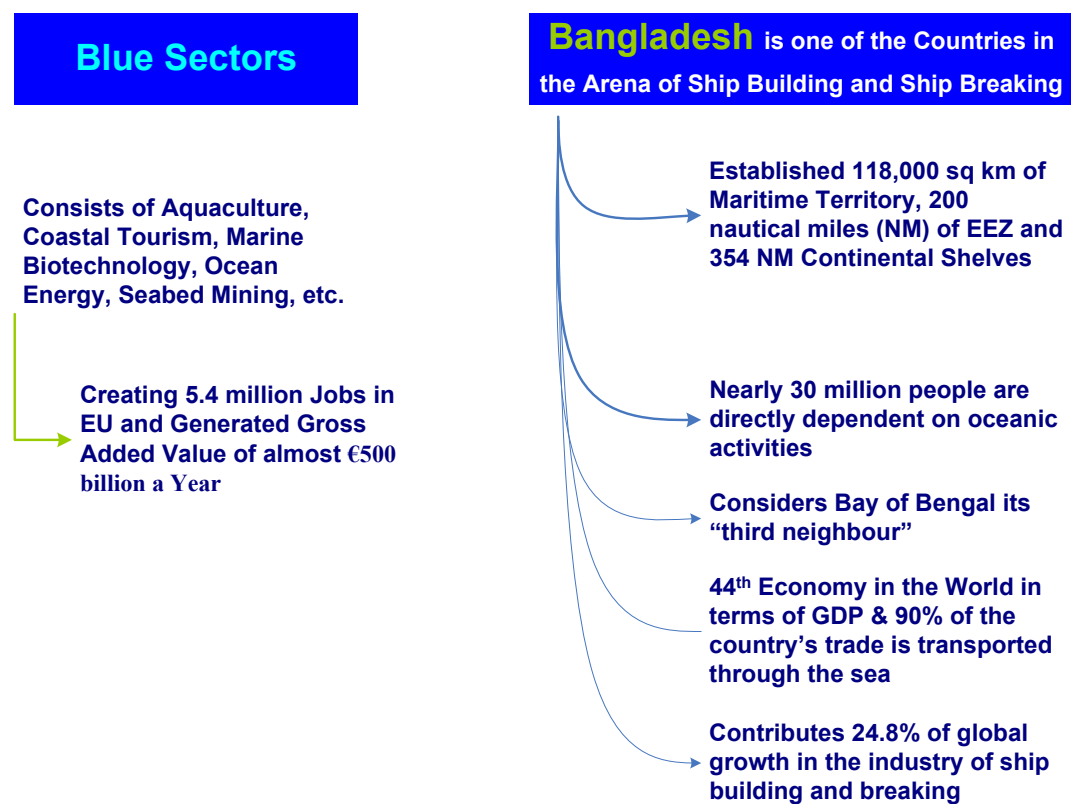 Blue Sectors
Consists of Aquaculture,
Coastal Tourism, Marine
Biotechnology, Ocean
Energy, Seabed Mining, etc.
Creating 5.4 million Jobs in
EU and Generated Gross
Added Value of almost €500
billion a Year
Bangladesh is one of the Countries in
the Arena of Ship Building and Ship Breaking
Established 118,000 sq km of
Maritime Territory, 200
nautical miles (NM) of EEZ and
354 NM Continental Shelves
Nearly 30 million people are
directly dependent on oceanic
activities
Considers Bay of Bengal its
“third neighbour”
44th Economy in the World in
terms of GDP & 90% of the
country’s trade is transported
through the sea
Contributes 24.8% of global
growth in the industry of ship
building and breaking